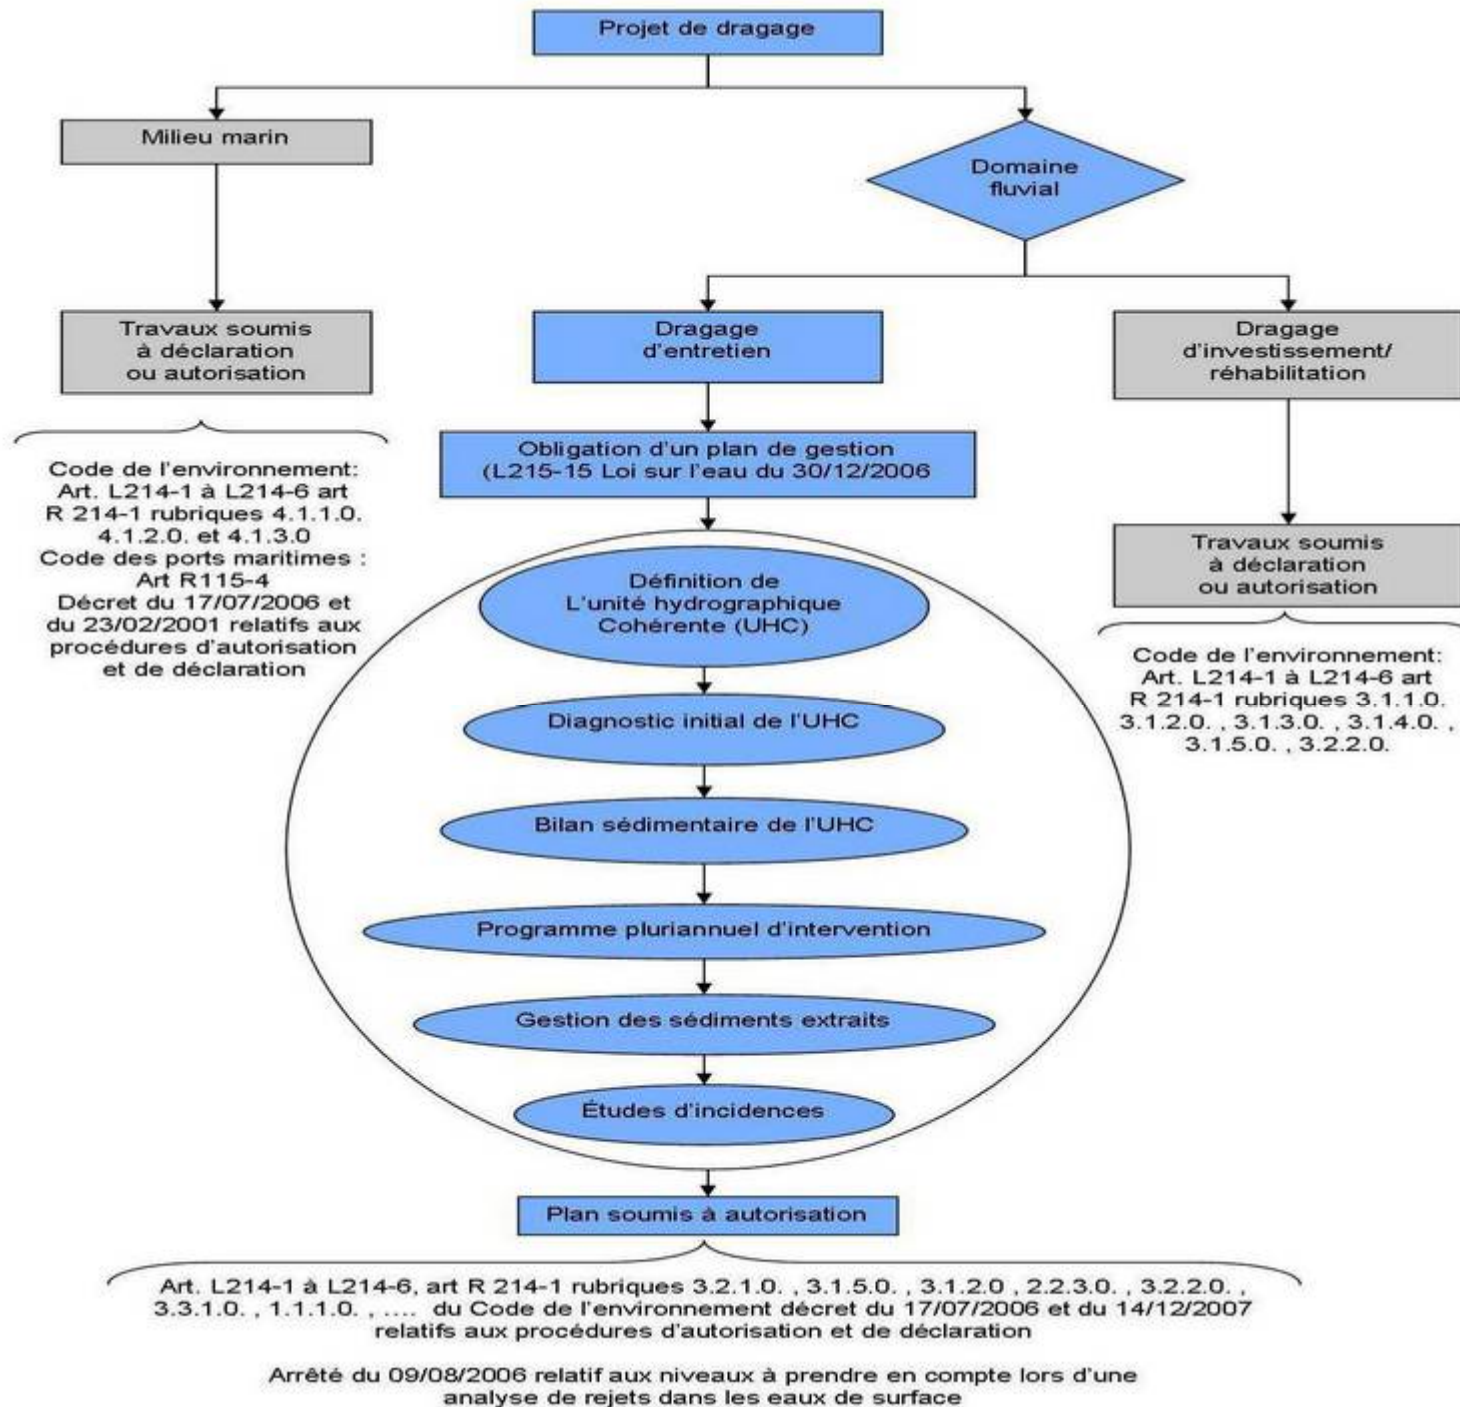 Projet de dragage
Milieu marin
Domaine
fluvial
Travaux soumis
à déclaration
ou autorisation
Dragage
d'entretien
Dragage
d'investissement/
réhabilitation
Code de l'environnement:
Art. L214-1 à L214-6 art
R 214-1 rubriques 4.1.1.0.
4.1.2.0. et 4.1.3.0
Code des ports maritimes :
Art R115-4
Décret du 17/07/2006 et
du 23/02/2001 relatifs aux
procédures d'autorisation
et de déclaration
Obligation d'un plan de gestion
(L215-15 Loi sur l'eau du 30/12/2006
Travaux soumis
à déclaration
ou autorisation
Code de l'environnement:
Art. L214-1 à L214-6 art
R 214-1 rubriques 3.1.1.0.
3.1.2.0. , 3.1.3.0. , 3.1.4.0. ,
3.1.5.0. , 3.2.2.0.
Définition de
L'unité hydrographique
Cohérente (UHC)
Diagnostic initial de l'UHC
Bilan sédimentaire de l'UHC
Programme pluriannuel d'intervention
Gestion des sédiments extraits
Études d'incidences
Plan soumis à autorisation
Art. L214-1 à L214-6, art R 214-1 rubriques 3.2.1.0. , 3.1.5.0. , 3.1.2.0 , 2.2.3.0. , 3.2.2.0. ,
3.3.1.0. , 1.1.1.0. , .... du Code de l'environnement décret du 17/07/2006 et du 14/12/2007
relatifs aux procédures d'autorisation et de déclaration
Arrêté du 09/08/2006 relatif aux niveaux à prendre en compte lors d'une
analyse de rejets dans les eaux de surface